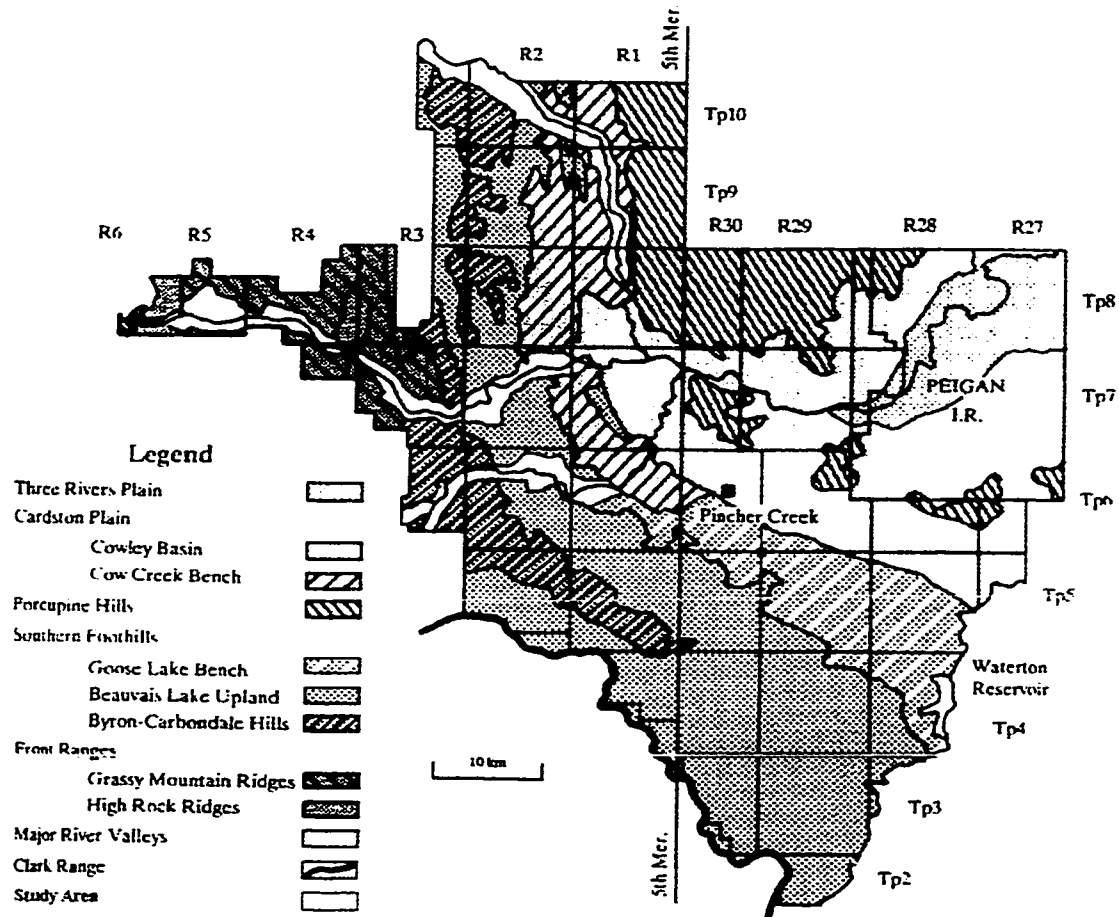 5th Mer.
R2 R1
Tp10
Tp9
R6 R5 R4 R3 R30 R29 R28 R27
Tp8
PEIGAN
I.R.
Tp7
Legend
Three Rivers Plain
Cardston Plain
Cowley Basin
Cow Creek Bench
Porcupine Hills
Southern Foothills
Goose Lake Bench
Beauvais Lake Upland
Byron-Carbondale Hills
Front Ranges
Grassy Mountain Ridges
High Rock Ridges
Major River Valleys
Clark Range
Study Area
Pincher Creek
Tp6
Tp5
Waterton
Reservoir
Tp4
10 km
Tp3
5th Mer.
Tp2